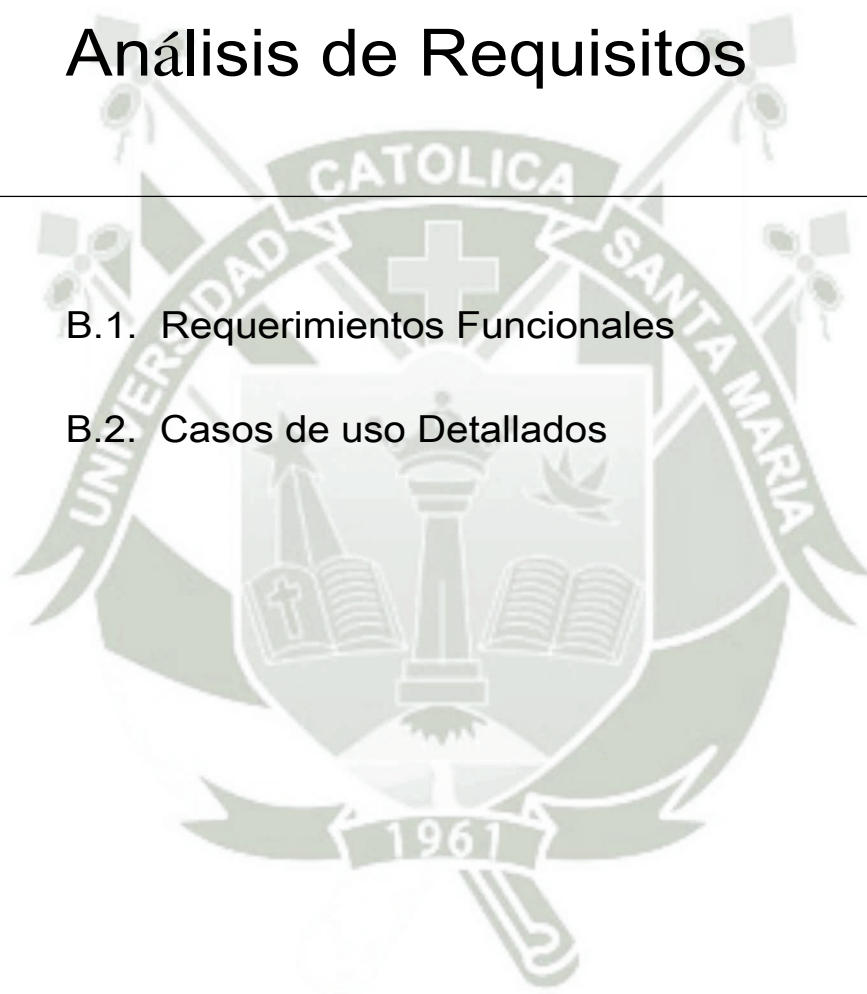 Análisis de Requisitos
CATOLICA
UNIVERSIDAD
SANTA MARIA
B.1. Requerimientos Funcionales
B.2. Casos de uso Detallados
1961